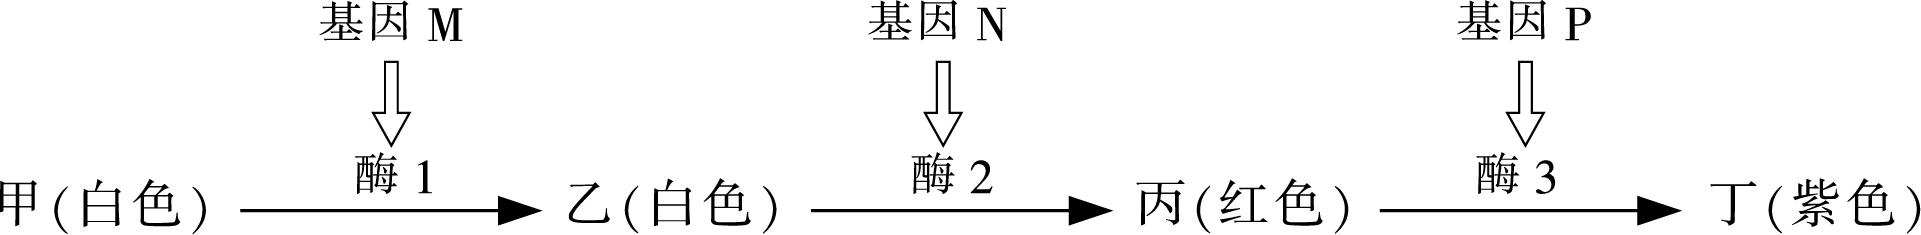 基因 M 基因 N 基因 P
酶 1 酶 2 酶 3
甲(白色) 乙(白色) 丙(红色) 丁(紫色)